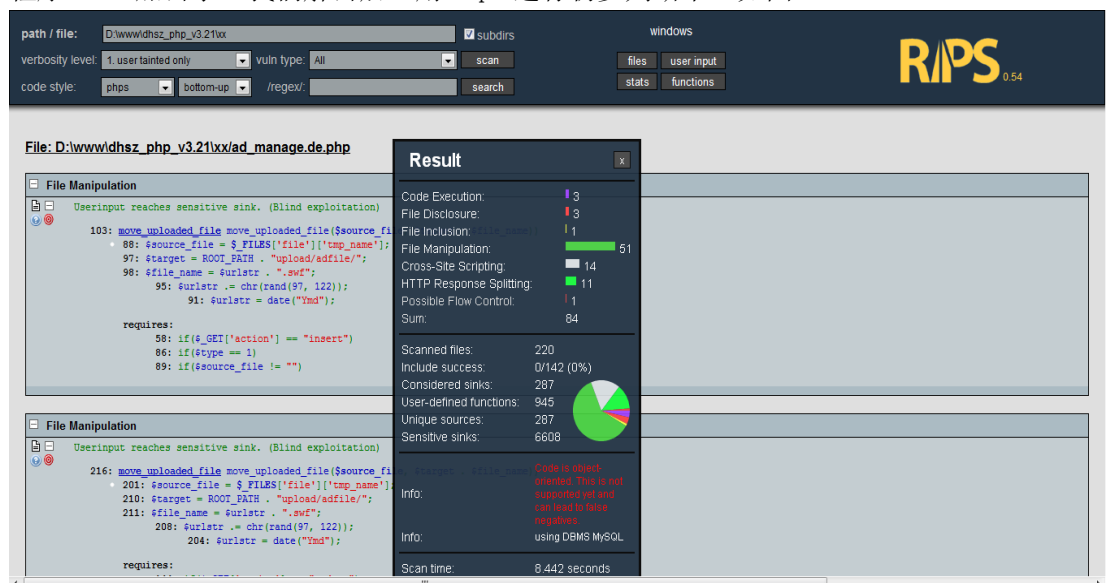 path / file: D:\www\dhsz_php_v3.21\xx subdirs
verbosity level: 1. user tainted only vuln type: All scan
code style: phps bottom-up /regex/: search
windows
files user input
stats functions
RIPS 0.54
File: D:\www\dhsz_php_v3.21\xx/ad_manage.de.php
File Manipulation
Userinput reaches sensitive sink. (Blind exploitation)
103: move_uploaded_file move_uploaded_file($source_fi
88: $source_file = $_FILES['file']['tmp_name'];
97: $target = ROOT_PATH . "upload/adfile/";
98: $file_name = $urlstr . ".swf";
95: $urlstr .= chr(rand(97, 122));
91: $urlstr = date("Ymd");
requires:
58: if($_GET['action'] == "insert")
86: if($type == 1)
89: if($source_file != "")
File Manipulation
Userinput reaches sensitive sink. (Blind exploitation)
216: move_uploaded_file move_uploaded_file($source_fi
201: $source_file = $_FILES['file']['tmp_name'];
210: $target = ROOT_PATH . "upload/adfile/";
211: $file_name = $urlstr . ".swf";
208: $urlstr .= chr(rand(97, 122));
204: $urlstr = date("Ymd");
requires:
Result x
Code Execution: 3
File Disclosure: 3
File Inclusion: 1
File Manipulation: 51
Cross-Site Scripting: 14
HTTP Response Splitting: 11
Possible Flow Control: 1
Sum: 84
Scanned files: 220
Include success: 0/142 (0%)
Considered sinks: 287
User-defined functions: 945
Unique sources: 287
Sensitive sinks: 6608
Info: Code is object-
oriented. This is not
supported yet and
can lead to false
negatives.
Info: using DBMS MySQL
Scan time: 8.442 seconds